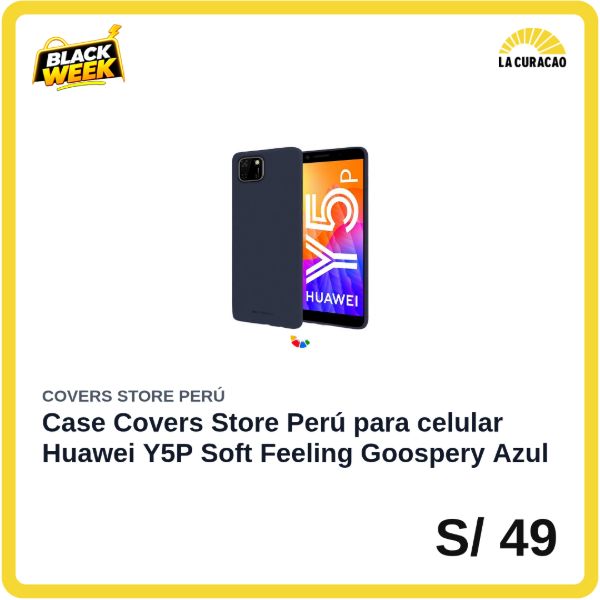 BLACK
WEEK
LA CURACAO
Y5P
HUAWEI
COVERS STORE PERÚ
Case Covers Store Perú para celular
Huawei Y5P Soft Feeling Goospery Azul
S/ 49